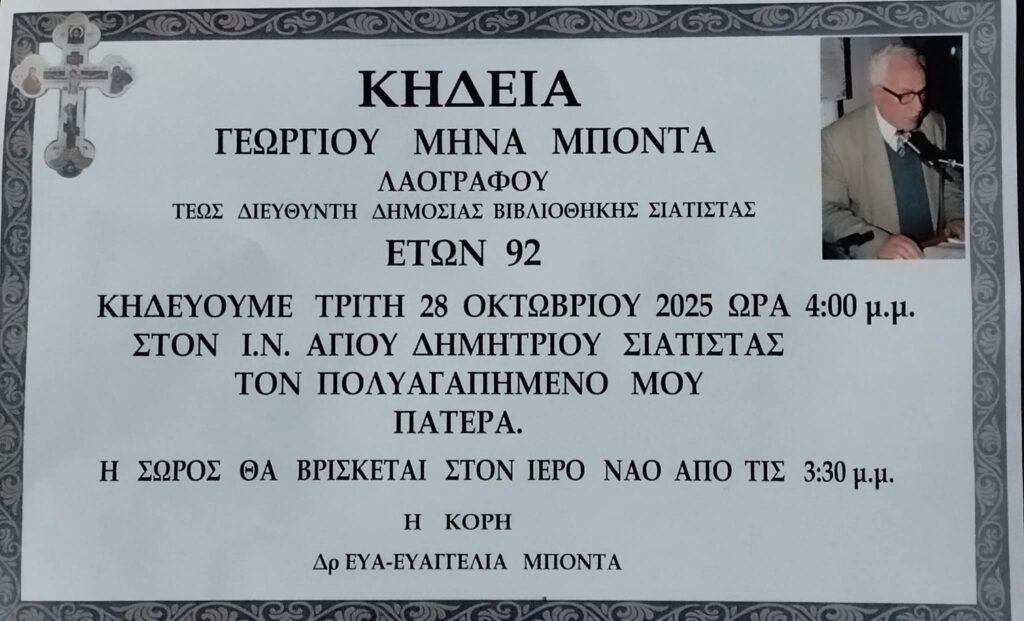 ΚΗΔΕΙΑ
ΓΕΩΡΓΙΟΥ ΜΗΝΑ ΜΠΟΝΤΑ
ΛΑΟΓΡΑΦΟΥ
ΤΕΩΣ ΔΙΕΥΘΥΝΤΗ ΔΗΜΟΣΙΑΣ ΒΙΒΛΙΟΘΗΚΗΣ ΣΙΑΤΙΣΤΑΣ
ΕΤΩΝ 92
ΚΗΔΕΥΟΥΜΕ ΤΡΙΤΗ 28 ΟΚΤΩΒΡΙΟΥ 2025 ΩΡΑ 4:00 μ.μ.
ΣΤΟΝ Ι.Ν. ΑΓΙΟΥ ΔΗΜΗΤΡΙΟΥ ΣΙΑΤΙΣΤΑΣ
ΤΟΝ ΠΟΛΥΑΓΑΠΗΜΕΝΟ ΜΟΥ
ΠΑΤΕΡΑ.
Η ΣΩΡΟΣ ΘΑ ΒΡΙΣΚΕΤΑΙ ΣΤΟΝ ΙΕΡΟ ΝΑΟ ΑΠΟ ΤΙΣ 3:30 μ.μ.
Η ΚΟΡΗ
Δρ ΕΥΑ-ΕΥΑΓΓΕΛΙΑ ΜΠΟΝΤΑ